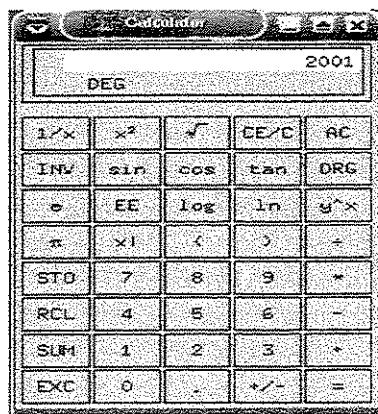 Calculator
2001
DEG
1/x x² √ CE/C AC
INV sin cos tan DRG
e EE log ln y^x
π x! ( ) ÷
STO 7 8 9 *
RCL 4 5 6 -
SUM 1 2 3 +
EXC 0 . +/- =